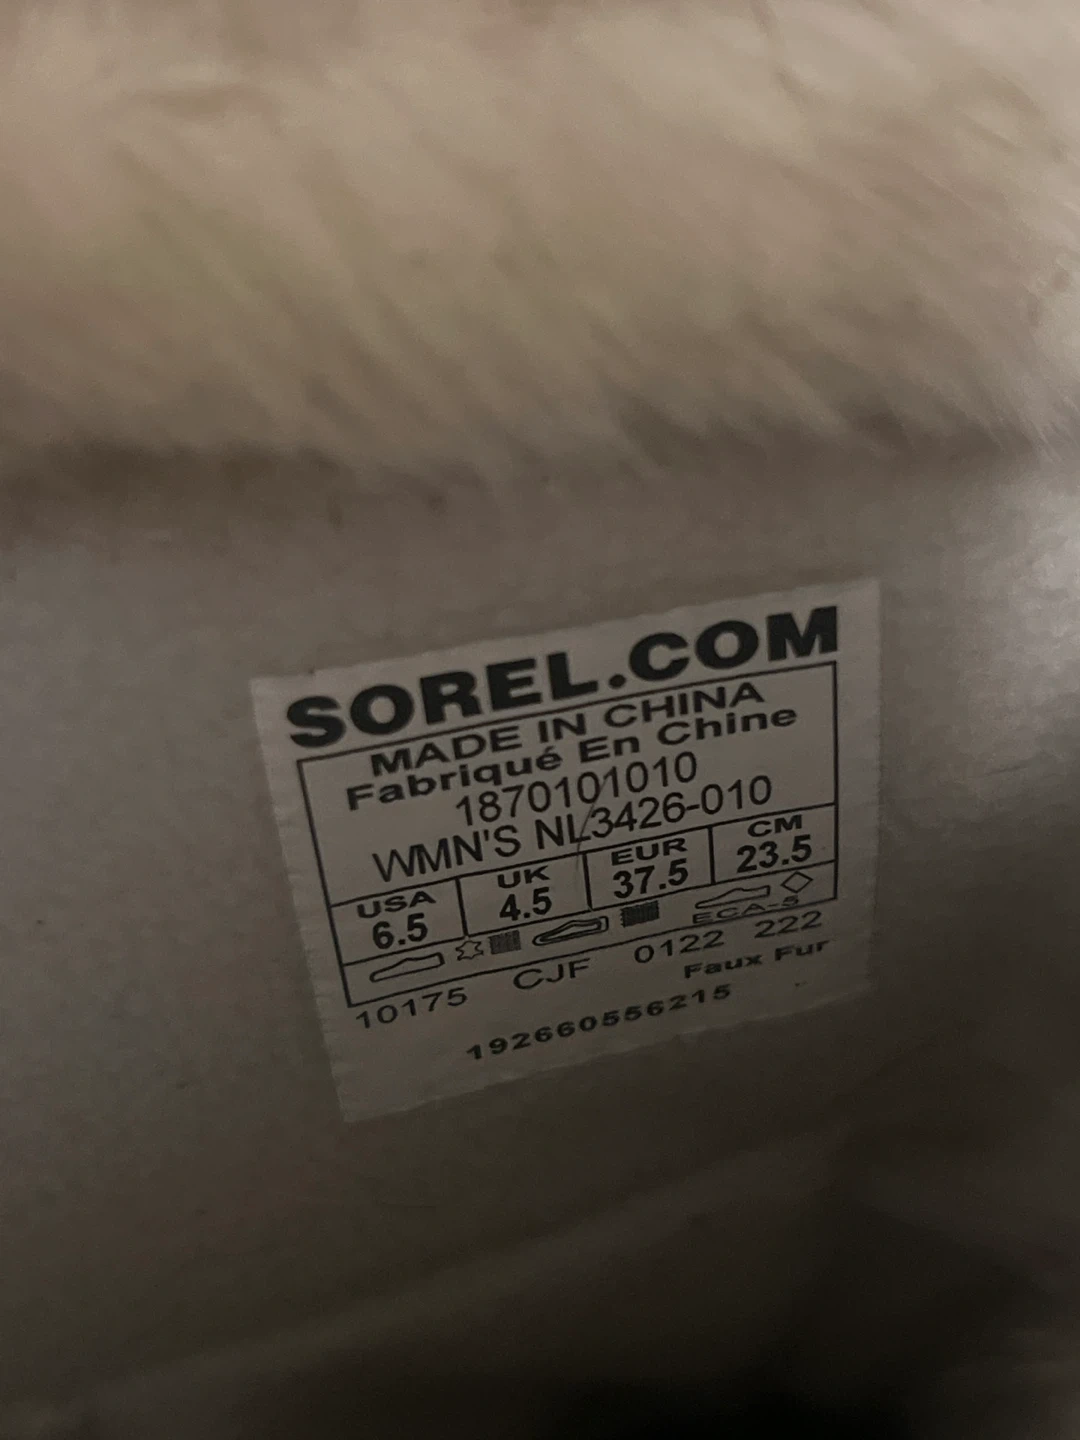 SOREL.COM
MADE IN CHINA
Fabriqué En Chine
1870101010
WMN'S NL3426-010
USA UK EUR CM
6.5 4.5 37.5 23.5
ECA-5
10175 CJF 0122 222
Faux Fur
192660556215